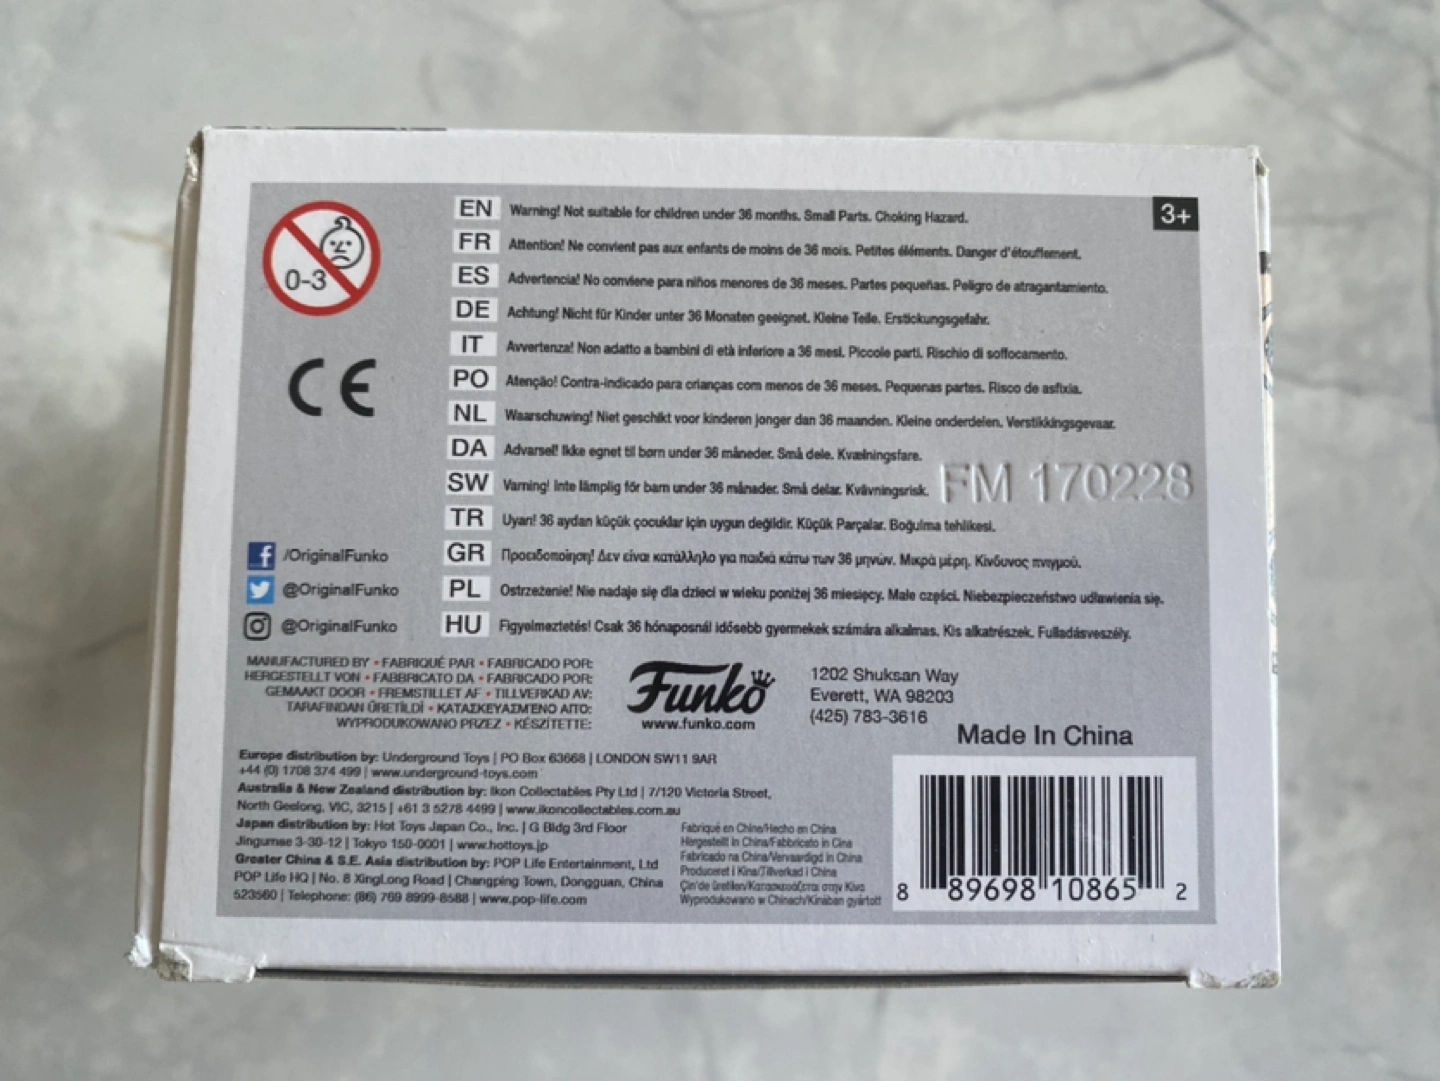 0-3
CE
3+
EN Warning! Not suitable for children under 36 months. Small Parts. Choking Hazard.
FR Attention! Ne convient pas aux enfants de moins de 36 mois. Petites éléments. Danger d'étouffement.
ES Advertencia! No conviene para niños menores de 36 meses. Partes pequeñas. Peligro de atragantamiento.
DE Achtung! Nicht für Kinder unter 36 Monaten geeignet. Kleine Teile. Erstickungsgefahr.
IT Avvertenza! Non adatto a bambini di età inferiore a 36 mesi. Piccole parti. Rischio di soffocamento.
PO Atenção! Contra-indicado para crianças com menos de 36 meses. Pequenas partes. Risco de asfixia.
NL Waarschuwing! Niet geschikt voor kinderen jonger dan 36 maanden. Kleine onderdelen. Verstikkingsgevaar.
DA Advarsel! Ikke egnet til børn under 36 måneder. Små dele. Kvælningsfare.
SW Varning! Inte lämplig för barn under 36 månader. Små delar. Kvävningsrisk.
FM 170228
TR Uyarı! 36 aydan küçük çocuklar için uygun değildir. Küçük Parçalar. Boğulma tehlikesi.
GR Προειδοποίηση! Δεν είναι κατάλληλο για παιδιά κάτω των 36 μηνών. Μικρά μέρη. Κίνδυνος πνιγμού.
PL Ostrzeżenie! Nie nadaje się dla dzieci w wieku poniżej 36 miesięcy. Małe części. Niebezpieczeństwo udławienia się.
HU Figyelmeztetés! Csak 36 hónaposnál idősebb gyermekek számára alkalmas. Kis alkatrészek. Fulladásveszély.
/OriginalFunko
@OriginalFunko
@OriginalFunko
MANUFACTURED BY • FABRIQUÉ PAR • FABRICADO POR:
HERGESTELLT VON • FABBRICATO DA • FABRICADO POR:
GEMAAKT DOOR • FREMSTILLET AF • TILLVERKAD AV:
TARAFINDAN ÜRETİLDİ • ΚΑΤΑΣΚΕΥΑΣΜΈΝΟ ΑΠΌ:
WYPRODUKOWANO PRZEZ • KÉSZÍTETTE:
Funko
www.funko.com
1202 Shuksan Way
Everett, WA 98203
(425) 783-3616
Made In China
Europe distribution by: Underground Toys | PO Box 63668 | LONDON SW11 9AR
+44 (0) 1708 374 499 | www.underground-toys.com
Australia & New Zealand distribution by: Ikon Collectables Pty Ltd | 7/120 Victoria Street,
North Geelong, VIC, 3215 | +61 3 5278 4499 | www.ikoncollectables.com.au
Japan distribution by: Hot Toys Japan Co., Inc. | G Bldg 3rd Floor
Jingumae 3-30-12 | Tokyo 150-0001 | www.hottoys.jp
Greater China & S.E. Asia distribution by: POP Life Entertainment, Ltd
POP Life HQ | No. 8 XingLong Road | Changping Town, Dongguan, China
523560 | Telephone: (86) 769 8999-8588 | www.pop-life.com
Fabriqué en Chine/Hecho en China
Hergestellt in China/Fabbricato in Cina
Fabricado na China/Vervaardigd in China
Produceret i Kina/Tillverkad i China
Çin'de üretilen/Κατασκευάζεται στην Κίνα
Wyprodukowano w Chinach/Kínában gyártott
8 89698 10865 2